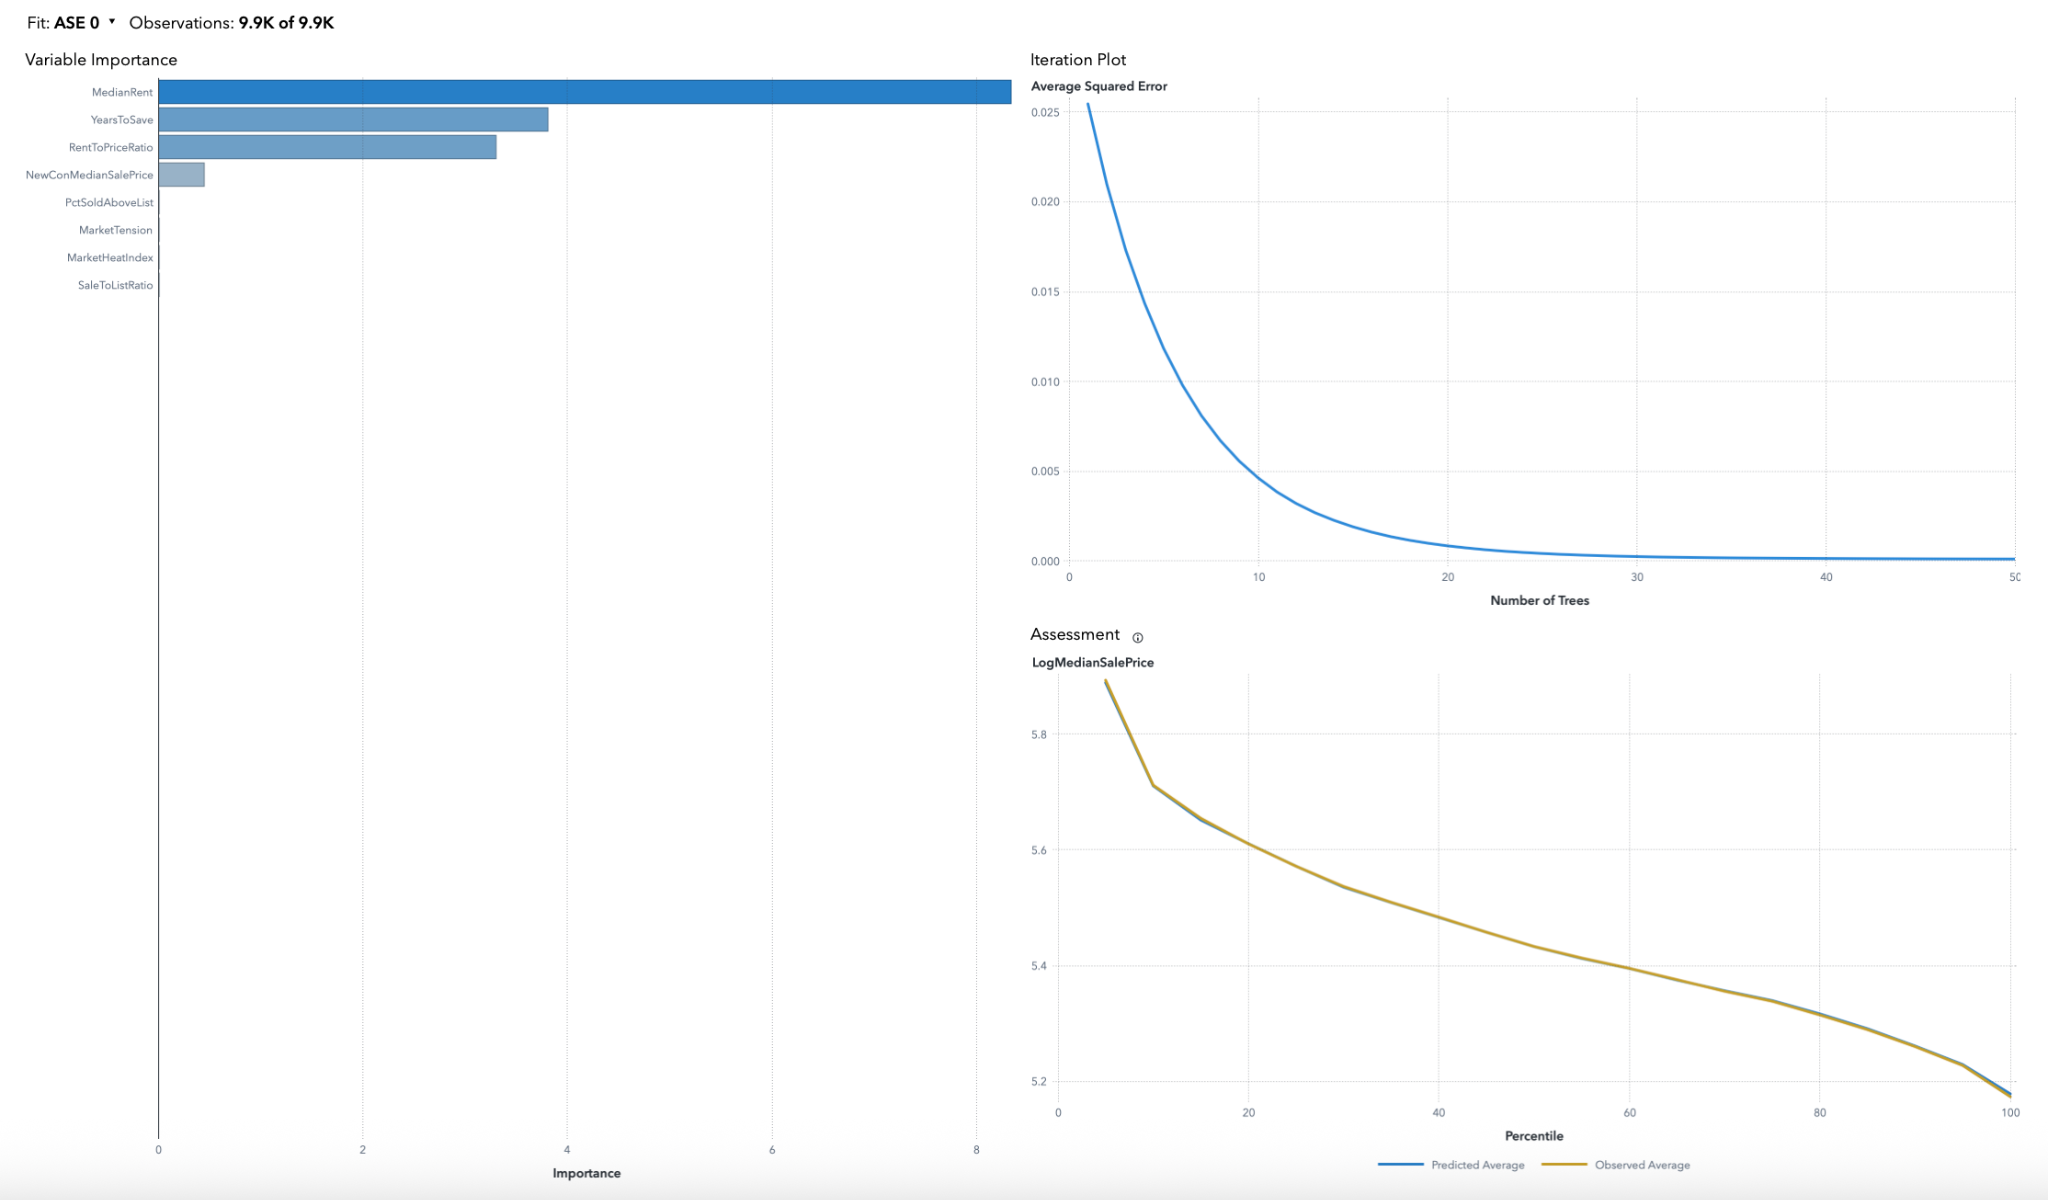 Fit: ASE 0 ▼ Observations: 9.9K of 9.9K
Variable Importance
MedianRent
YearsToSave
RentToPriceRatio
NewConMedianSalePrice
PctSoldAboveList
MarketTension
MarketHeatIndex
SaleToListRatio
0 2 4 6 8
Importance
Iteration Plot
Average Squared Error
0.025
0.020
0.015
0.010
0.005
0.000
0 10 20 30 40 50
Number of Trees
Assessment
LogMedianSalePrice
5.8
5.6
5.4
5.2
0 20 40 60 80 100
Percentile
Predicted Average Observed Average